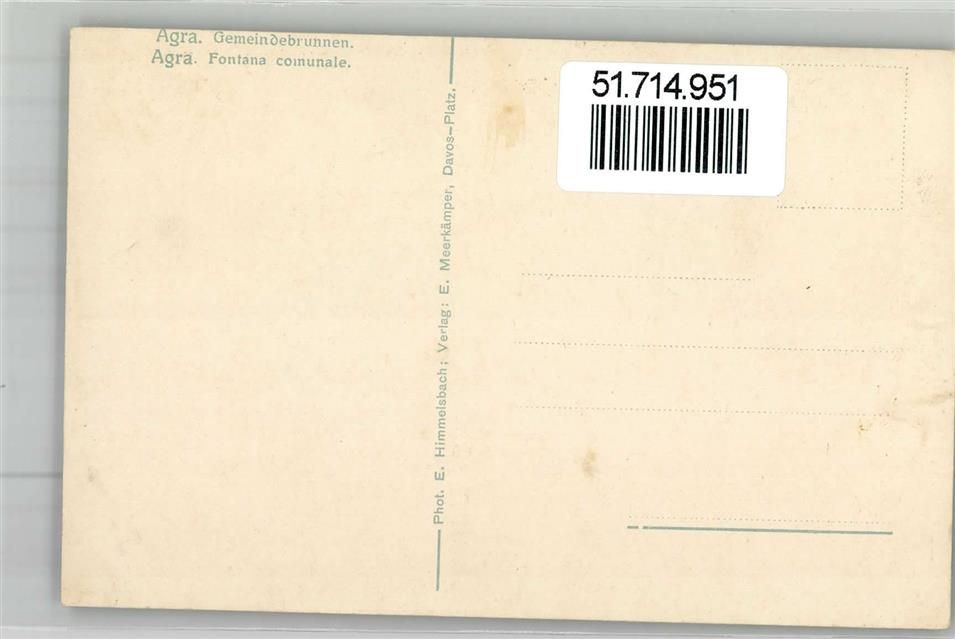 Agra. Gemeindebrunnen.
Agra. Fontana comunale.
Phot. E. Himmelsbach; Verlag: E. Meerkämper, Davos-Platz.
51.714.951